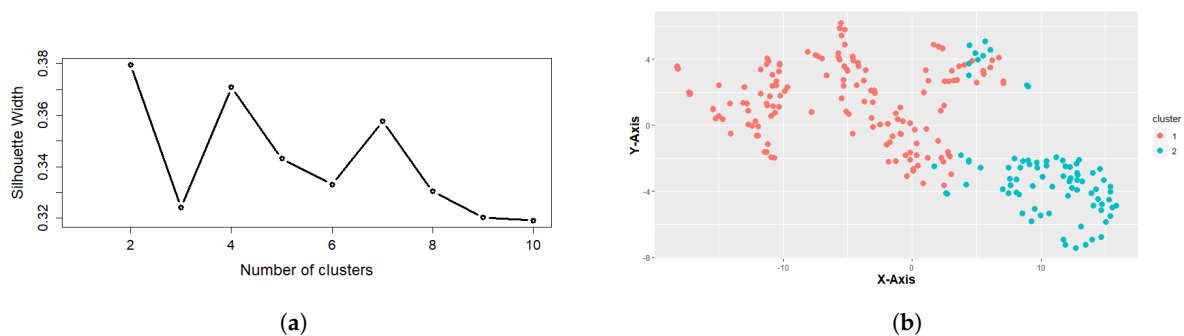 0.38
0.36
0.34
0.32
Silhouette Width
2
4
6
8
10
Number of clusters
(a)
4
0
-4
-8
Y-Axis
-10
0
10
X-Axis
cluster
1
2
(b)